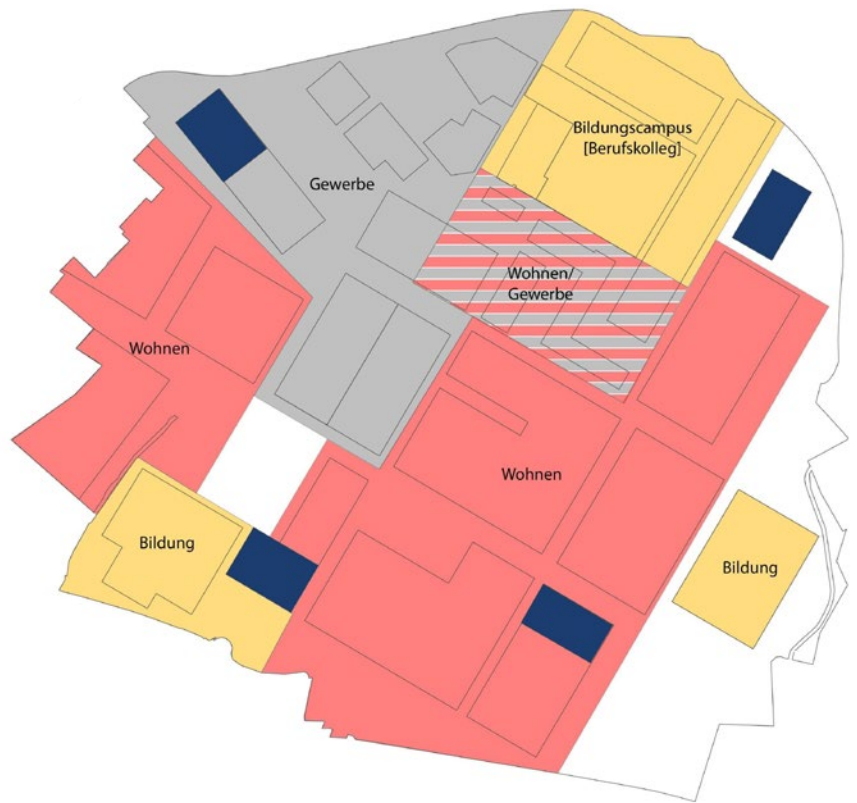 Bildungscampus
[Berufskolleg]
Gewerbe
Wohnen/
Gewerbe
Wohnen
Wohnen
Bildung
Bildung